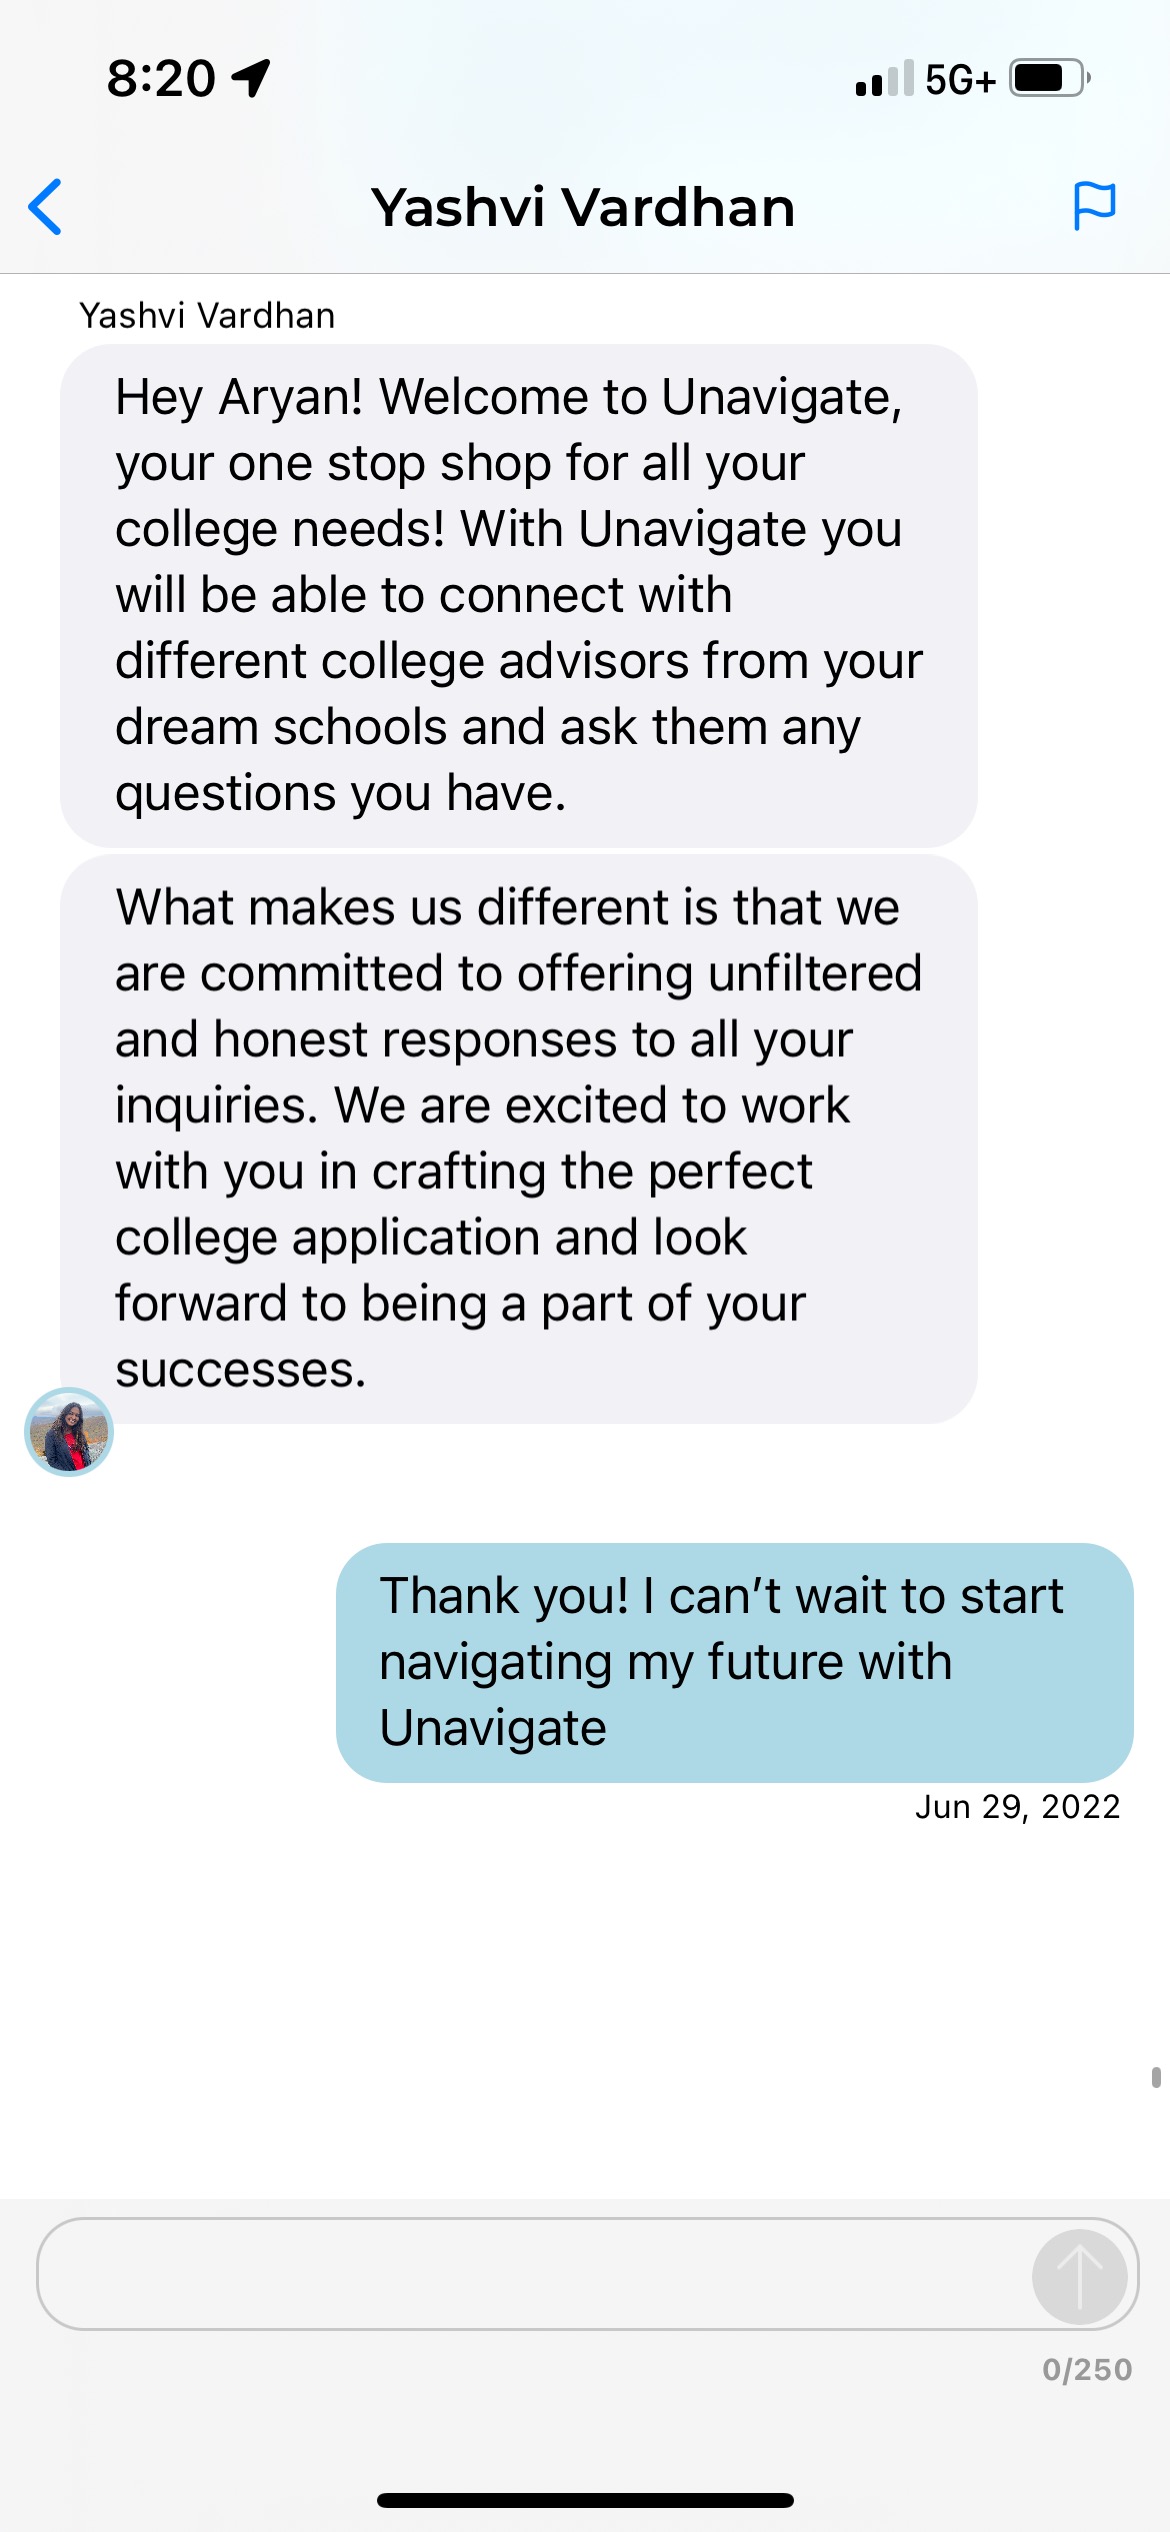 8:20
5G+
Yashvi Vardhan
Yashvi Vardhan
Hey Aryan! Welcome to Unavigate,
your one stop shop for all your
college needs! With Unavigate you
will be able to connect with
different college advisors from your
dream schools and ask them any
questions you have.
What makes us different is that we
are committed to offering unfiltered
and honest responses to all your
inquiries. We are excited to work
with you in crafting the perfect
college application and look
forward to being a part of your
successes.
Thank you! I can’t wait to start
navigating my future with
Unavigate
Jun 29, 2022
0/250